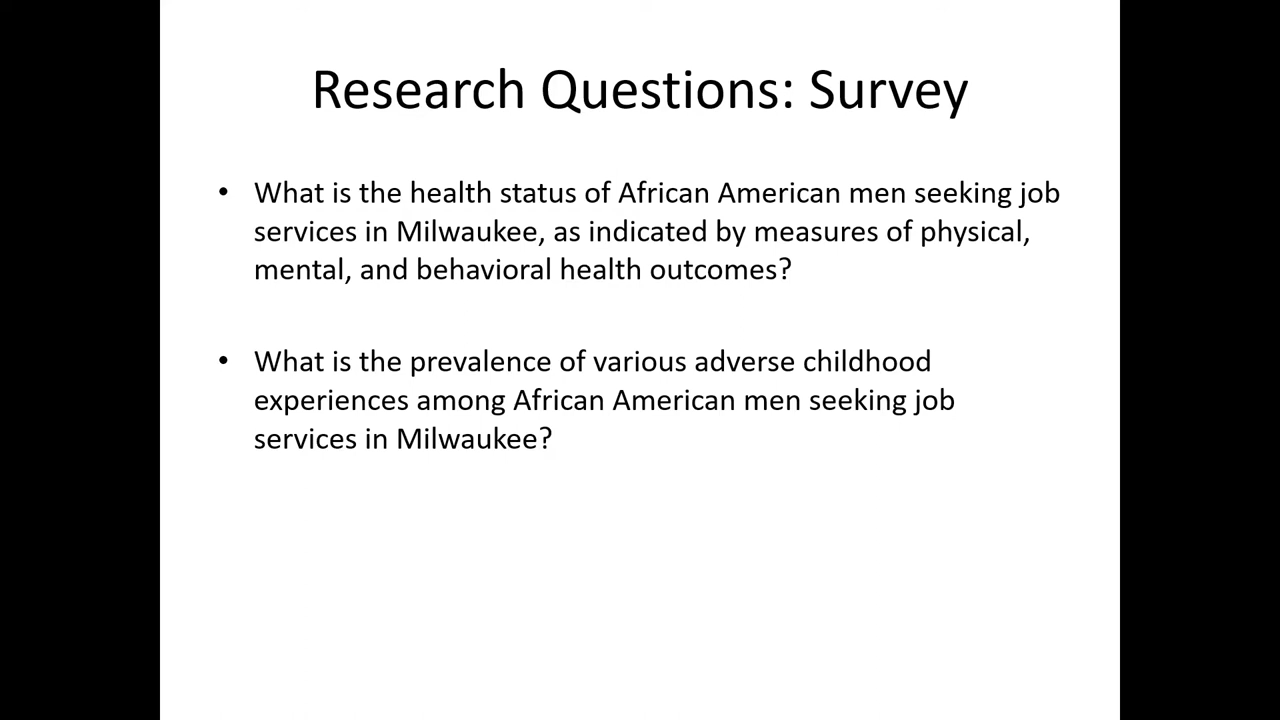 Research Questions: Survey
• What is the health status of African American men seeking job
services in Milwaukee, as indicated by measures of physical,
mental, and behavioral health outcomes?
• What is the prevalence of various adverse childhood
experiences among African American men seeking job
services in Milwaukee?